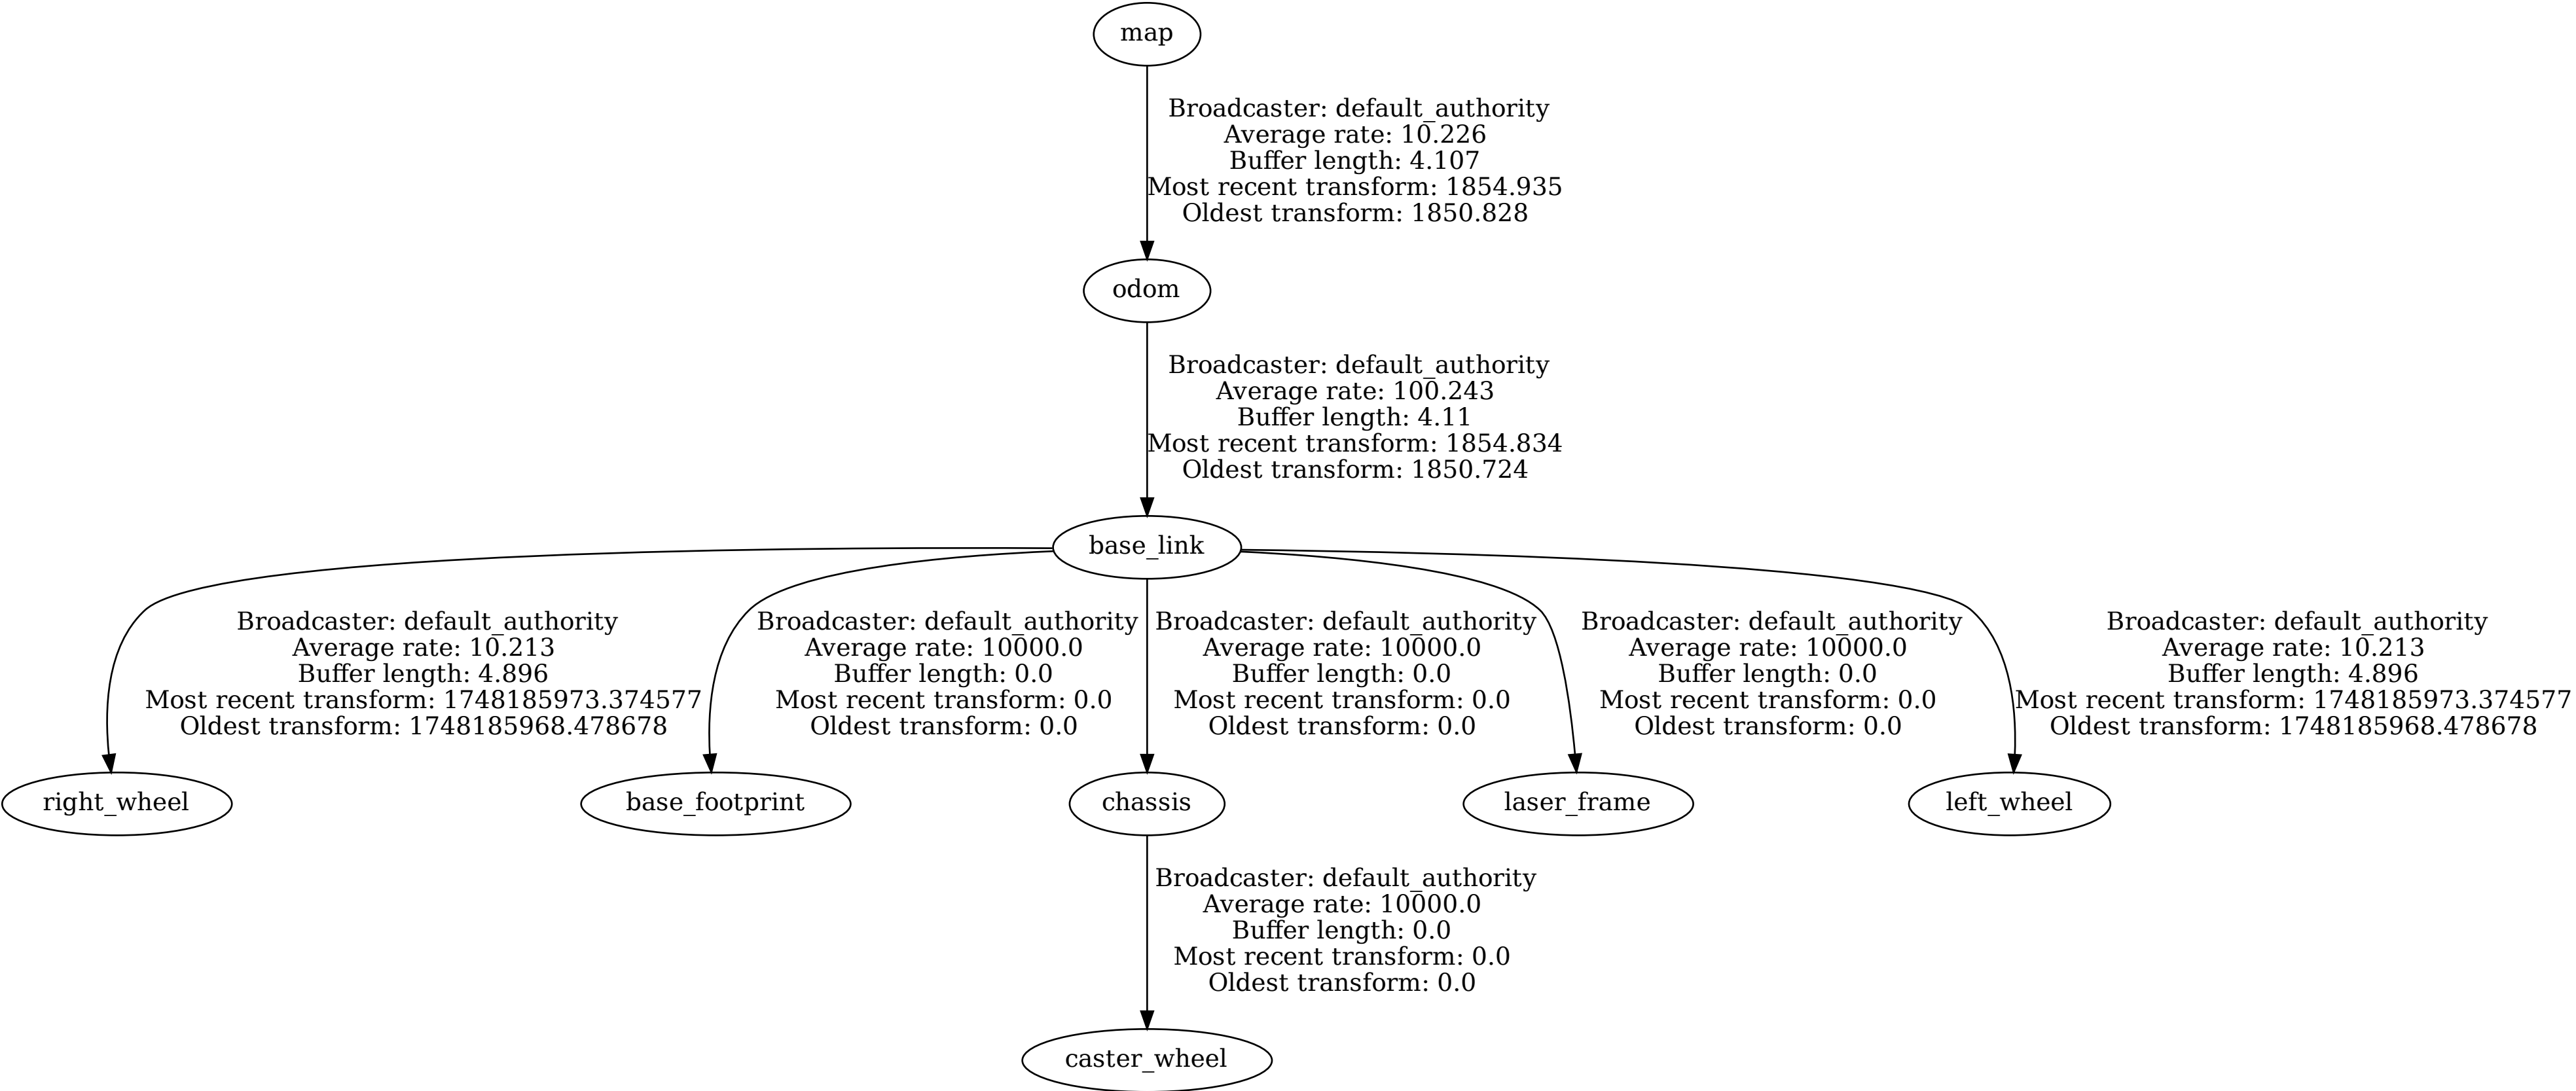 map
Broadcaster: default_authority
Average rate: 10.226
Buffer length: 4.107
Most recent transform: 1854.935
Oldest transform: 1850.828
odom
Broadcaster: default_authority
Average rate: 100.243
Buffer length: 4.11
Most recent transform: 1854.834
Oldest transform: 1850.724
base_link
Broadcaster: default_authority
Average rate: 10.213
Buffer length: 4.896
Most recent transform: 1748185973.374577
Oldest transform: 1748185968.478678
Broadcaster: default_authority
Average rate: 10000.0
Buffer length: 0.0
Most recent transform: 0.0
Oldest transform: 0.0
Broadcaster: default_authority
Average rate: 10000.0
Buffer length: 0.0
Most recent transform: 0.0
Oldest transform: 0.0
Broadcaster: default_authority
Average rate: 10000.0
Buffer length: 0.0
Most recent transform: 0.0
Oldest transform: 0.0
Broadcaster: default_authority
Average rate: 10.213
Buffer length: 4.896
Most recent transform: 1748185973.374577
Oldest transform: 1748185968.478678
right_wheel
base_footprint
chassis
laser_frame
left_wheel
Broadcaster: default_authority
Average rate: 10000.0
Buffer length: 0.0
Most recent transform: 0.0
Oldest transform: 0.0
caster_wheel